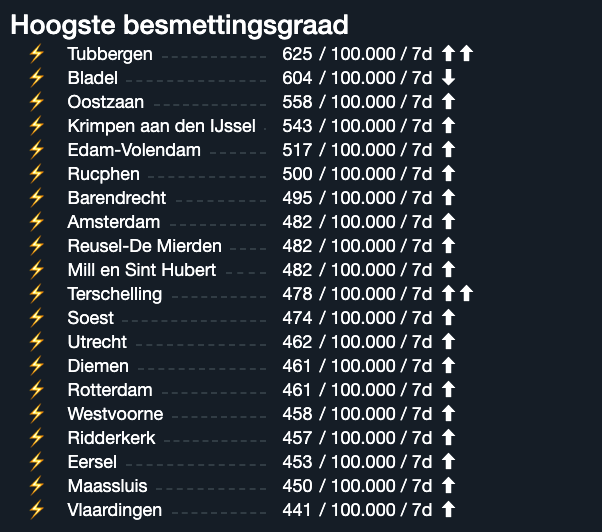 Hoogste besmettingsgraad
⚡ Tubbergen 625 / 100.000 / 7d ⬆⬆
⚡ Bladel 604 / 100.000 / 7d ⬇
⚡ Oostzaan 558 / 100.000 / 7d ⬆
⚡ Krimpen aan den IJssel 543 / 100.000 / 7d ⬆
⚡ Edam-Volendam 517 / 100.000 / 7d ⬆
⚡ Rucphen 500 / 100.000 / 7d ⬆
⚡ Barendrecht 495 / 100.000 / 7d ⬆
⚡ Amsterdam 482 / 100.000 / 7d ⬆
⚡ Reusel-De Mierden 482 / 100.000 / 7d ⬆
⚡ Mill en Sint Hubert 482 / 100.000 / 7d ⬆
⚡ Terschelling 478 / 100.000 / 7d ⬆⬆
⚡ Soest 474 / 100.000 / 7d ⬆
⚡ Utrecht 462 / 100.000 / 7d ⬆
⚡ Diemen 461 / 100.000 / 7d ⬆
⚡ Rotterdam 461 / 100.000 / 7d ⬆
⚡ Westvoorne 458 / 100.000 / 7d ⬆
⚡ Ridderkerk 457 / 100.000 / 7d ⬆
⚡ Eersel 453 / 100.000 / 7d ⬆
⚡ Maassluis 450 / 100.000 / 7d ⬆
⚡ Vlaardingen 441 / 100.000 / 7d ⬆